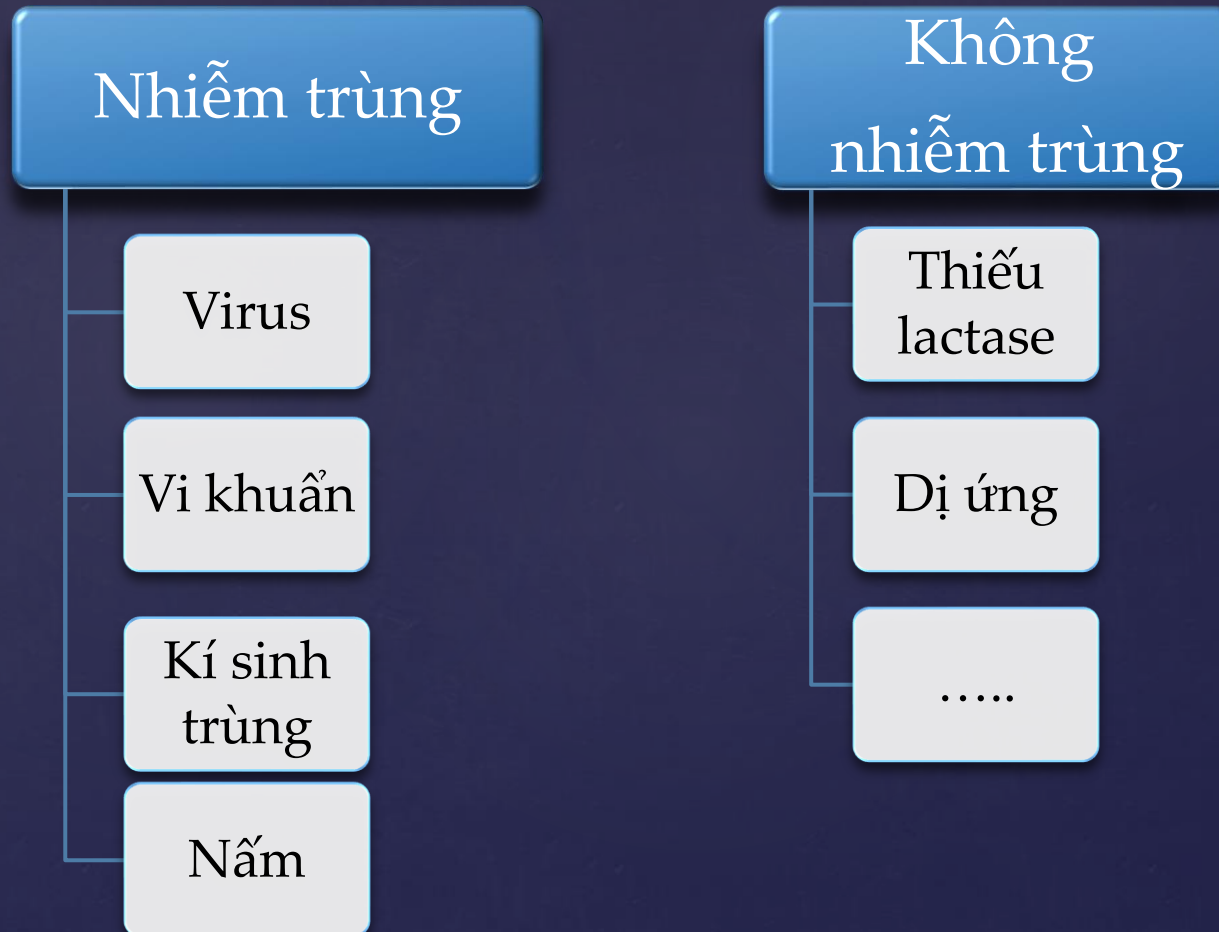 Nhiễm trùng
Virus
Vi khuẩn
Kí sinh
trùng
Nấm
Không
nhiễm trùng
Thiếu
lactase
Dị ứng
…..